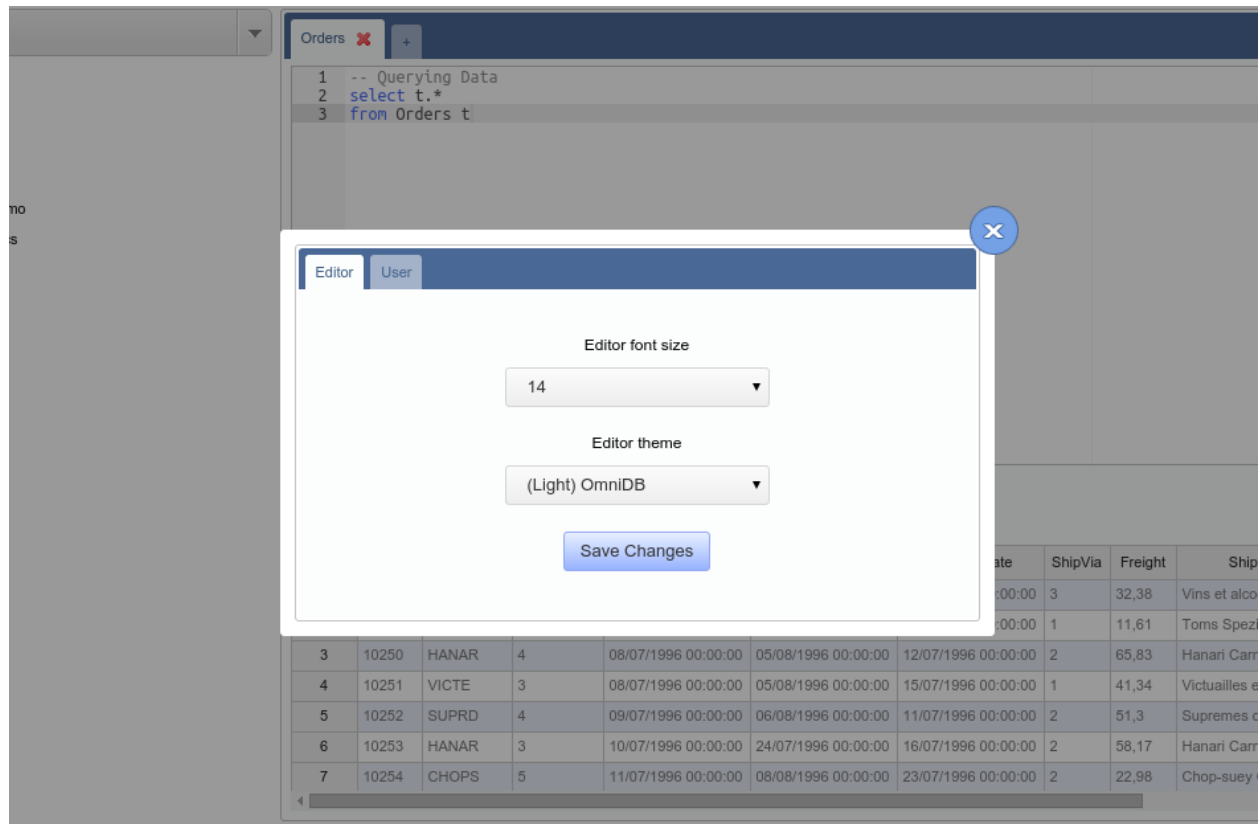 Orders +
1 -- Querying Data
2 select t.*
3 from Orders t
mo
s
Editor User
Editor font size
14
Editor theme
(Light) OmniDB
Save Changes
ate ShipVia Freight Ship
:00:00 3 32,38 Vins et alco
:00:00 1 11,61 Toms Spezi
3 10250 HANAR 4 08/07/1996 00:00:00 05/08/1996 00:00:00 12/07/1996 00:00:00 2 65,83 Hanari Carr
4 10251 VICTE 3 08/07/1996 00:00:00 05/08/1996 00:00:00 15/07/1996 00:00:00 1 41,34 Victuailles e
5 10252 SUPRD 4 09/07/1996 00:00:00 06/08/1996 00:00:00 11/07/1996 00:00:00 2 51,3 Supremes d
6 10253 HANAR 3 10/07/1996 00:00:00 24/07/1996 00:00:00 16/07/1996 00:00:00 2 58,17 Hanari Carr
7 10254 CHOPS 5 11/07/1996 00:00:00 08/08/1996 00:00:00 23/07/1996 00:00:00 2 22,98 Chop-suey